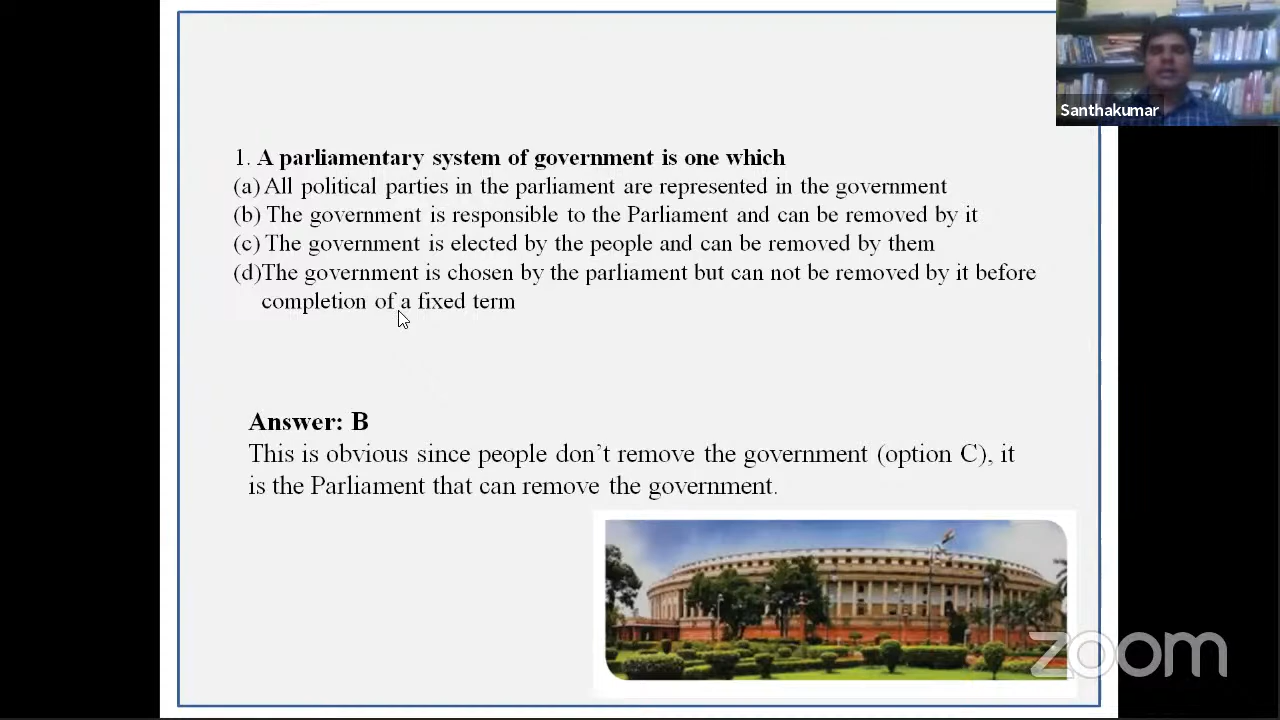 Santhakumar
1. A parliamentary system of government is one which
(a) All political parties in the parliament are represented in the government
(b) The government is responsible to the Parliament and can be removed by it
(c) The government is elected by the people and can be removed by them
(d)The government is chosen by the parliament but can not be removed by it before
completion of a fixed term
Answer: B
This is obvious since people don’t remove the government (option C), it
is the Parliament that can remove the government.
zoom